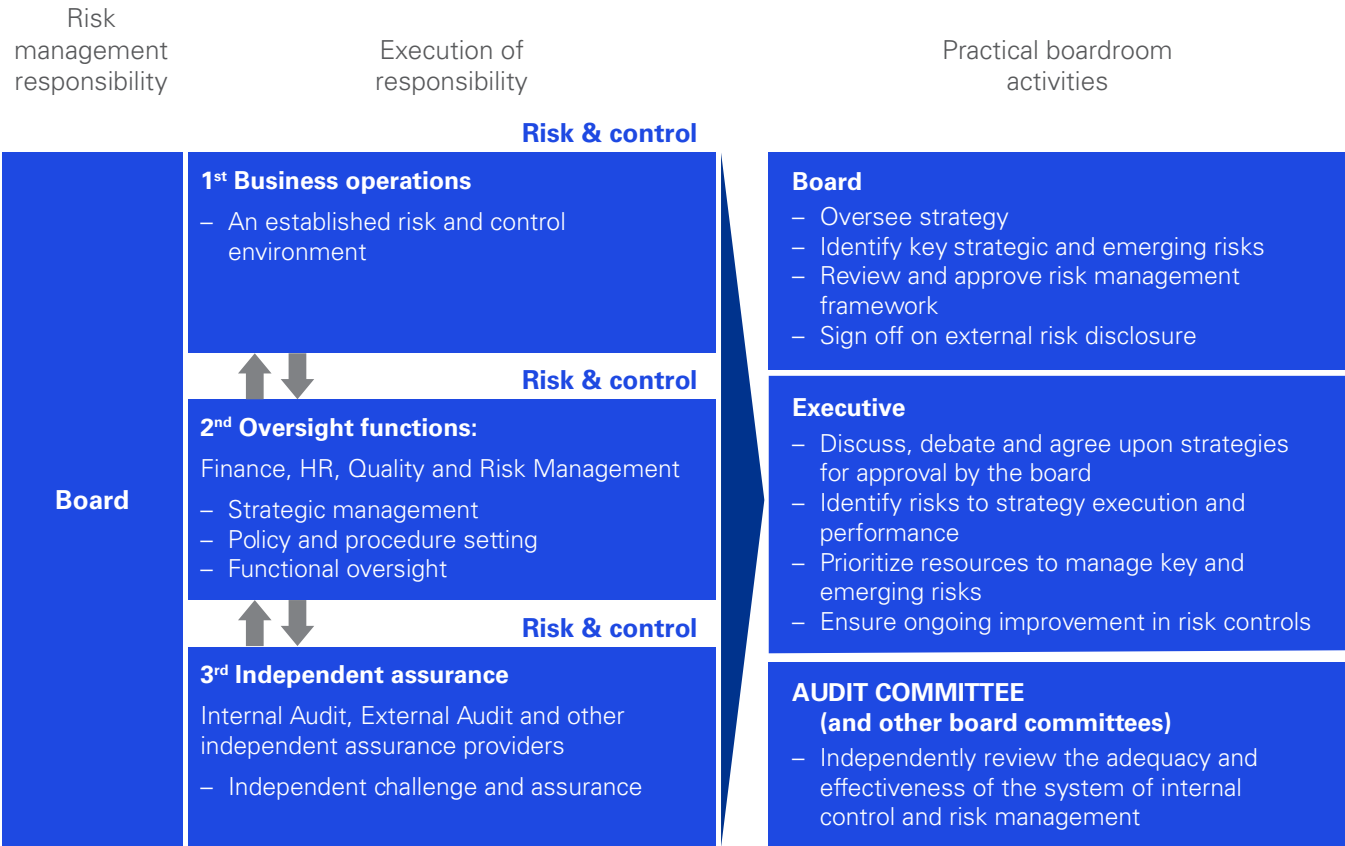 Risk
management
responsibility
Execution of
responsibility
Practical boardroom
activities
Risk & control
Board
1st Business operations
– An established risk and control
environment
Risk & control
2nd Oversight functions:
Finance, HR, Quality and Risk Management
– Strategic management
– Policy and procedure setting
– Functional oversight
Risk & control
3rd Independent assurance
Internal Audit, External Audit and other
independent assurance providers
– Independent challenge and assurance
Board
– Oversee strategy
– Identify key strategic and emerging risks
– Review and approve risk management
framework
– Sign off on external risk disclosure
Executive
– Discuss, debate and agree upon strategies
for approval by the board
– Identify risks to strategy execution and
performance
– Prioritize resources to manage key and
emerging risks
– Ensure ongoing improvement in risk controls
AUDIT COMMITTEE
(and other board committees)
– Independently review the adequacy and
effectiveness of the system of internal
control and risk management